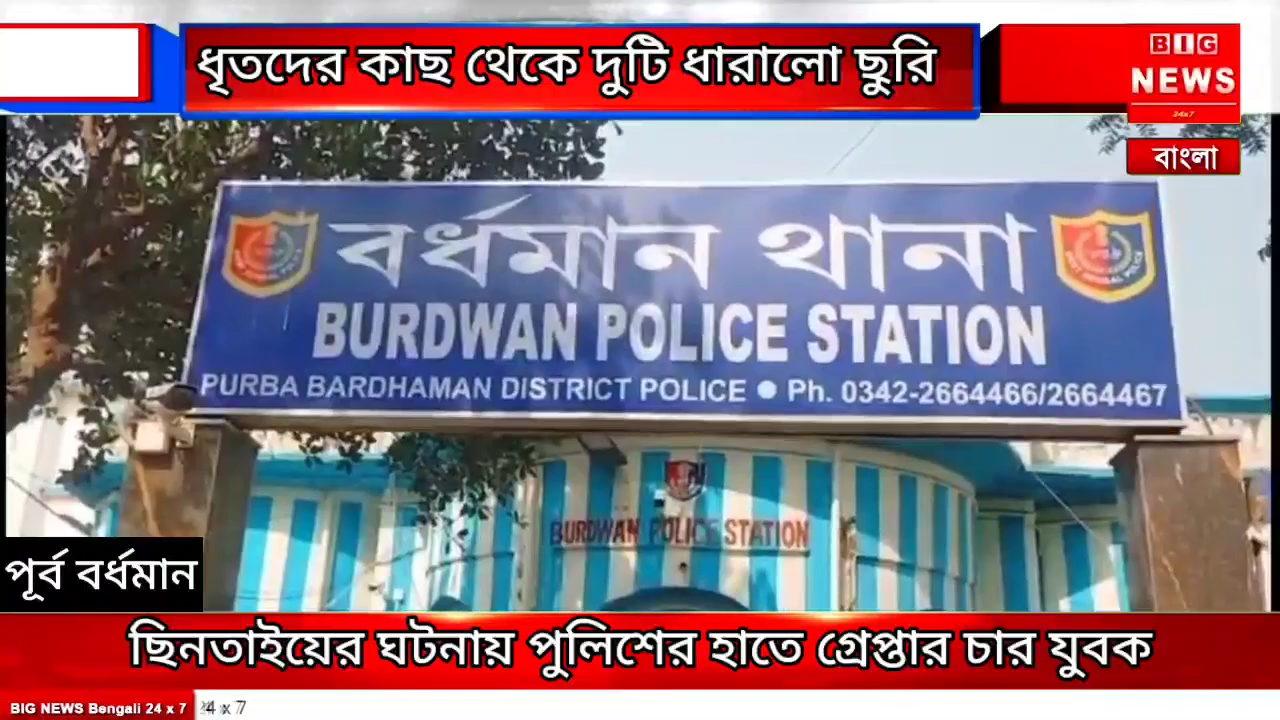 ধৃতদের কাছ থেকে দুটি ধারালো ছুরি
BIG
NEWS
24x7
বাংলা
বর্ধমান থানা
BURDWAN POLICE STATION
PURBA BARDHAMAN DISTRICT POLICE ● Ph. 0342-2664466/2664467
BURDWAN POLICE STATION
পূর্ব বর্ধমান
ছিনতাইয়ের ঘটনায় পুলিশের হাতে গ্রেপ্তার চার যুবক
BIG NEWS Bengali 24 x 7
24 x 7